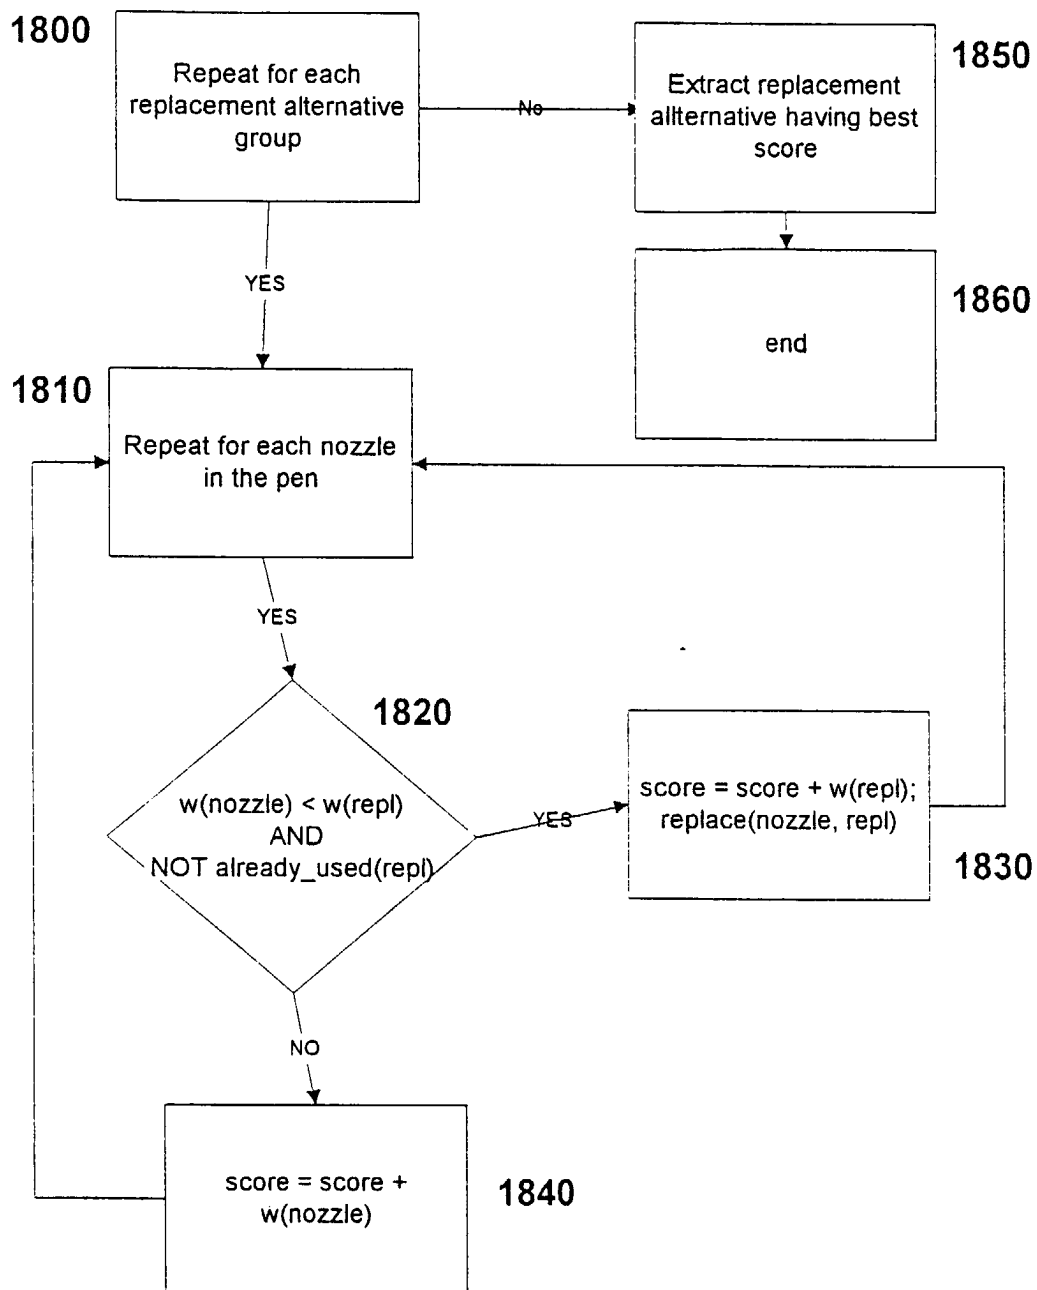 1800
Repeat for each
replacement alternative
group
No
Extract replacement
allternative having best
score
1850
YES
end
1860
1810
Repeat for each nozzle
in the pen
YES
1820
w(nozzle) < w(repl)
AND
NOT already_used(repl)
YES
score = score + w(repl);
replace(nozzle, repl)
1830
NO
score = score +
w(nozzle)
1840